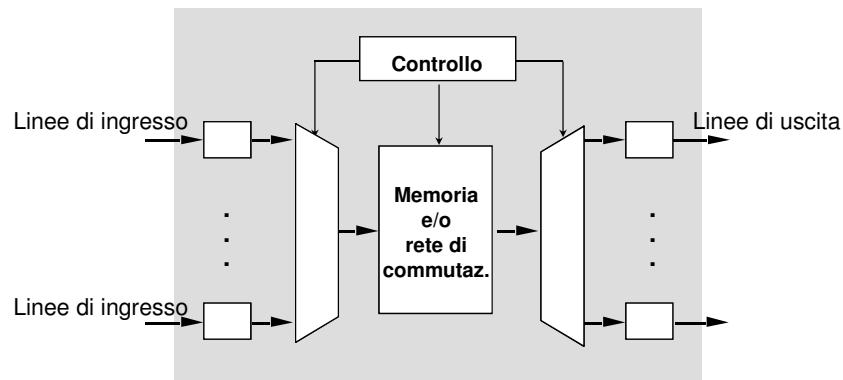 Controllo
Linee di ingresso
Linee di uscita
Memoria
e/o
rete di
commutaz.
Linee di ingresso